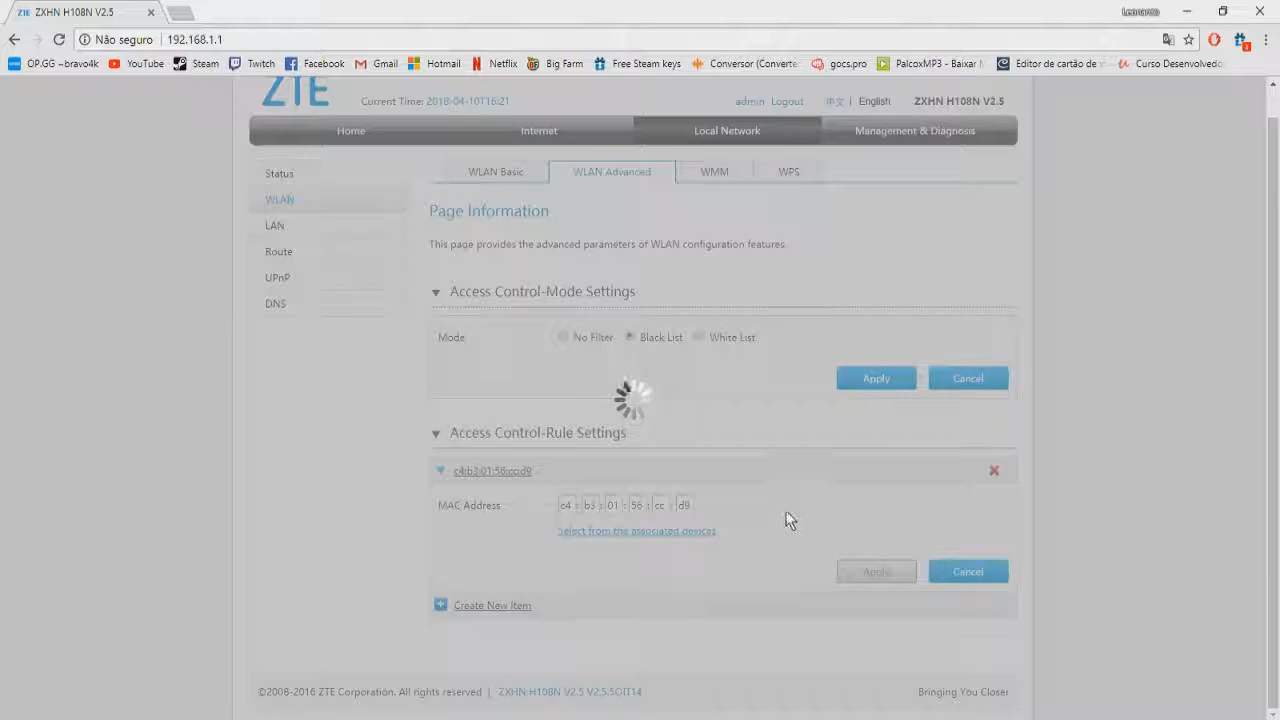 ZTE ZXHN H108N V2.5
Leonardo
Não seguro 192.168.1.1
OP.GG ~bravo4k YouTube Steam Twitch Facebook Gmail Hotmail Netflix Big Farm Free Steam keys Conversor (Converte goes.pro PalcoxMP3 - Baixar M Editor de cartão de Curso Desenvolvedo
ZTE Current Time: 2018-04-10T16:21 admin Logout 中文 | English ZXHN H108N V2.5
Home Internet Local Network Management & Diagnosis
Status
WLAN
LAN
Route
UPnP
DNS
WLAN Basic WLAN Advanced WMM WPS
Page Information
This page provides the advanced parameters of WLAN configuration features.
Access Control-Mode Settings
Mode No Filter Black List White List
Apply Cancel
Access Control-Rule Settings
c4:b3:01:56:cc:d9
MAC Address c4 : b3 : 01 : 56 : cc : d9
Select from the associated devices
Apply Cancel
Create New Item
©2008-2016 ZTE Corporation. All rights reserved | ZXHN H108N V2.5 V2.5.5OIT14 Bringing You Closer